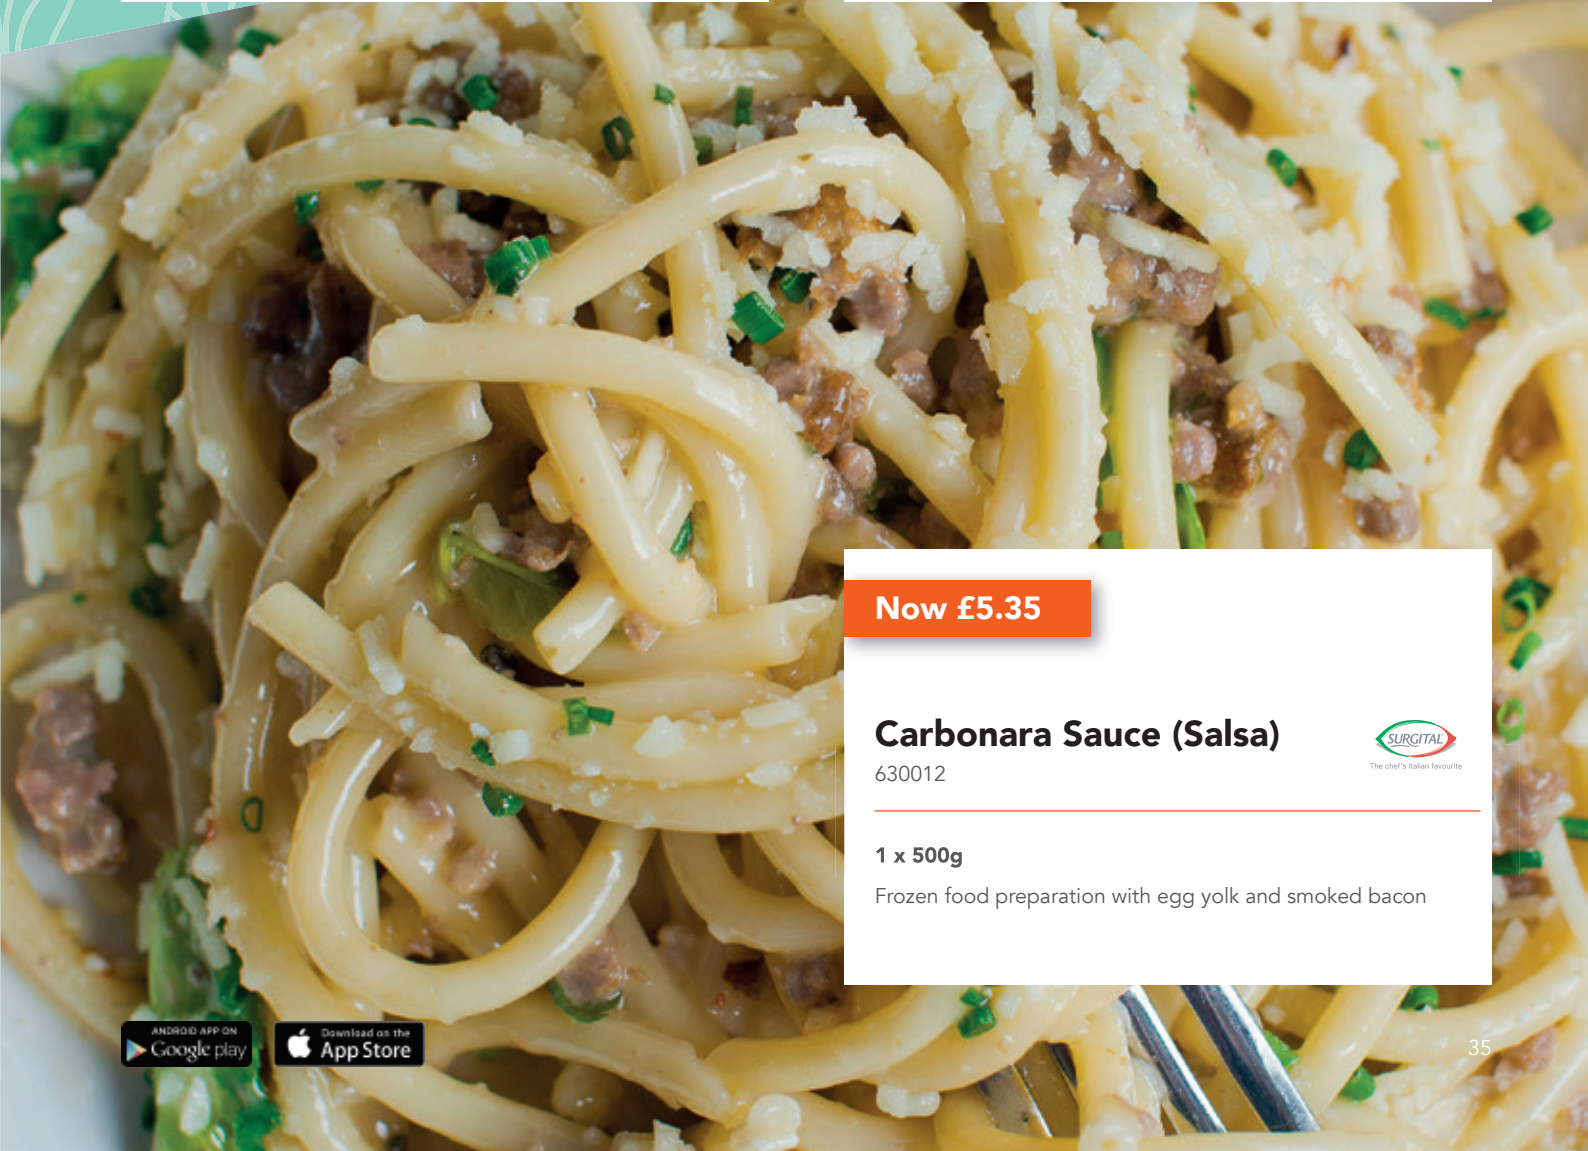 Now £5.35
Carbonara Sauce (Salsa)
SURGITAL
The chef's Italian favourite
630012
1 x 500g
Frozen food preparation with egg yolk and smoked bacon
ANDROID APP ON
Google play
Download on the
App Store
35